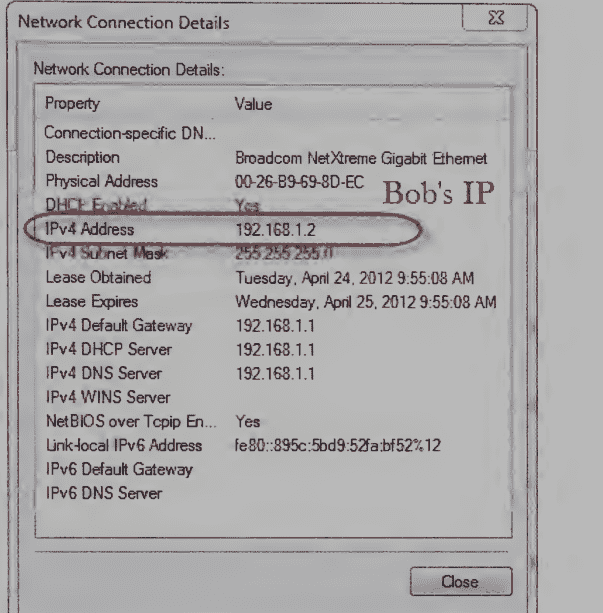 Network Connection Details
Network Connection Details:
Property Value
Connection-specific DN...
Description Broadcom NetXtreme Gigabit Ethernet
Physical Address 00-26-B9-69-8D-EC
Bob's IP
DHCP Enabled Yes
IPv4 Address 192.168.1.2
IPv4 Subnet Mask 255.255.255.0
Lease Obtained Tuesday, April 24, 2012 9:55:08 AM
Lease Expires Wednesday, April 25, 2012 9:55:08 AM
IPv4 Default Gateway 192.168.1.1
IPv4 DHCP Server 192.168.1.1
IPv4 DNS Server 192.168.1.1
IPv4 WINS Server
NetBIOS over Tcpip En... Yes
Link-local IPv6 Address fe80::895c:5bd9:52fa:bf52%12
IPv6 Default Gateway
IPv6 DNS Server
Close